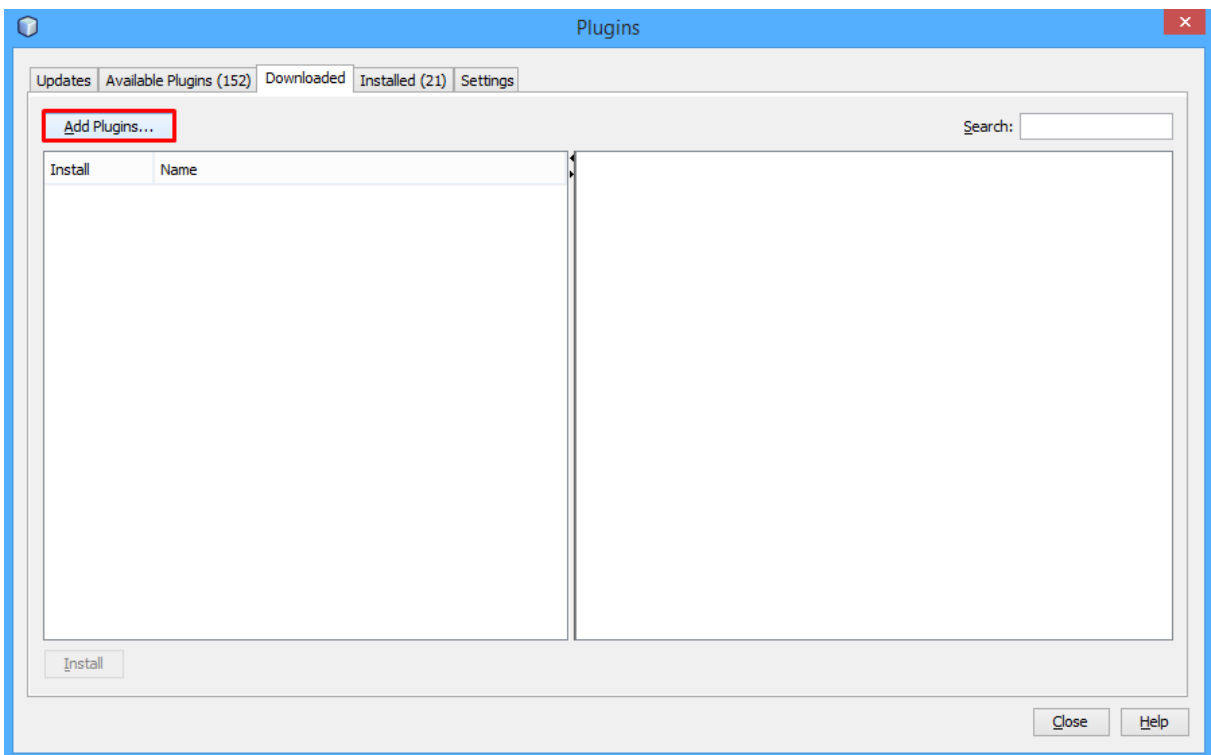 Plugins
Updates Available Plugins (152) Downloaded Installed (21) Settings
Add Plugins... Search:
Install Name
Install
Close Help